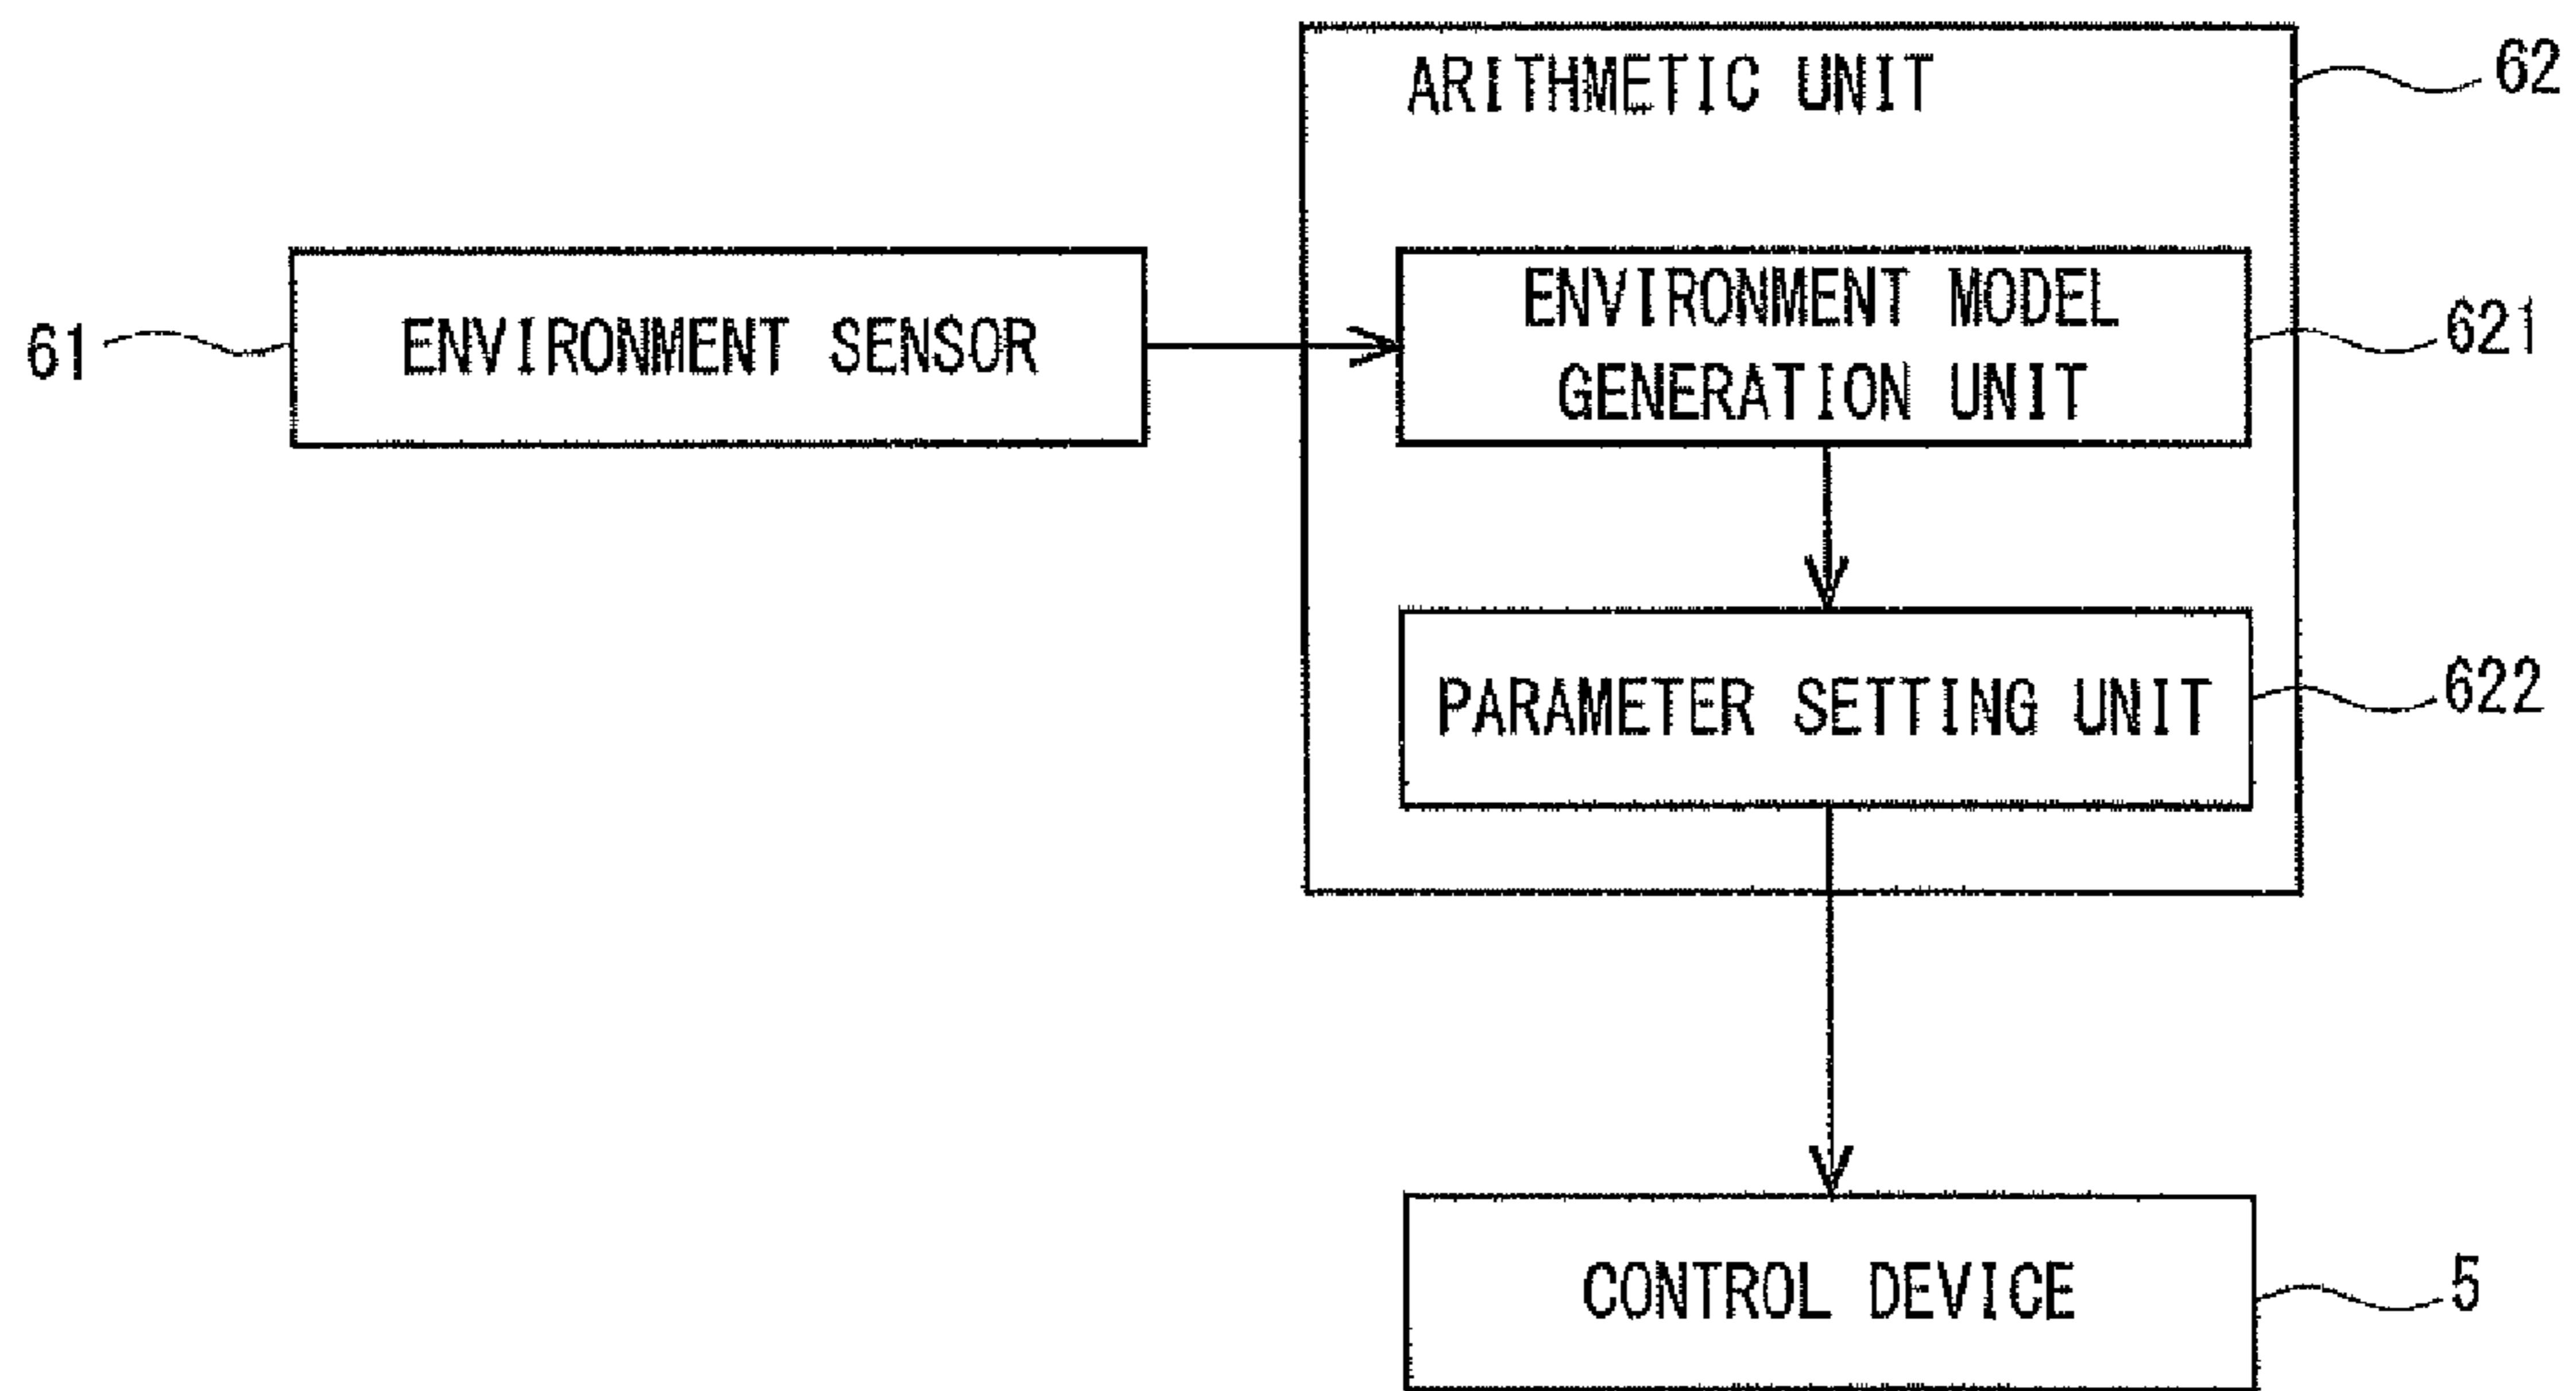 ARITHMETIC UNIT
62
61
ENVIRONMENT SENSOR
ENVIRONMENT MODEL
GENERATION UNIT
621
PARAMETER SETTING UNIT
622
CONTROL DEVICE
5